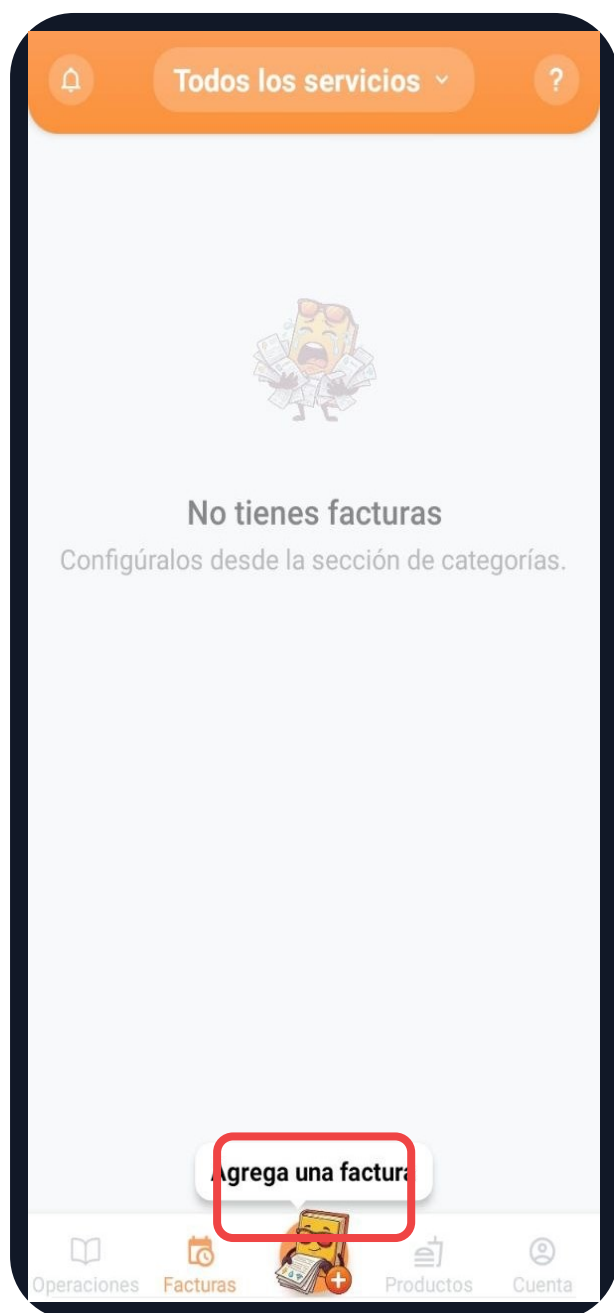 Todos los servicios
?
No tienes facturas
Configúralos desde la sección de categorías.
Agrega una factura
Operaciones Facturas Productos Cuenta